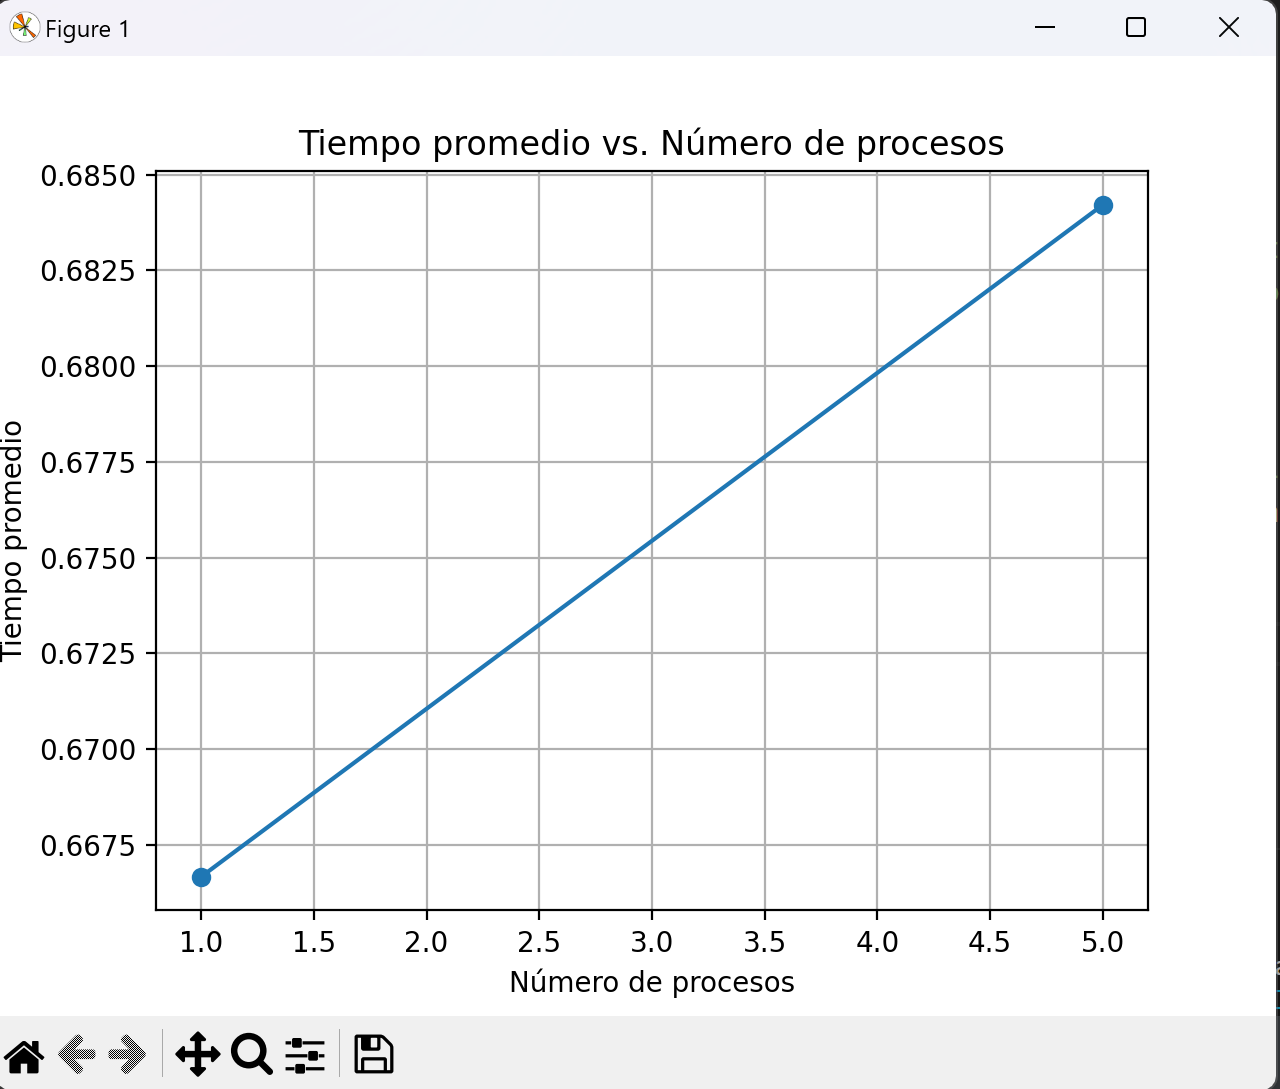 Figure 1
Tiempo promedio vs. Número de procesos
0.6850
0.6825
0.6800
0.6775
0.6750
0.6725
0.6700
0.6675
Tiempo promedio
1.0 1.5 2.0 2.5 3.0 3.5 4.0 4.5 5.0
Número de procesos